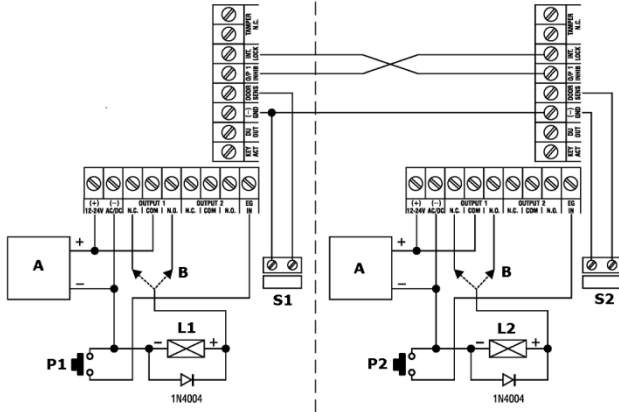 TAMPER N.C.
INT. LOCK
O/P 1 INHIB
DOOR SENS
(-) GND
DU OUT
KEY ACT
TAMPER N.C.
INT. LOCK
O/P 1 INHIB
DOOR SENS
(-) GND
DU OUT
KEY ACT
(+) (-) OUTPUT 1 OUTPUT 2 EG
12-24V AC/DC N.C. COM N.O. N.C. COM N.O. IN
(+) (-) OUTPUT 1 OUTPUT 2 EG
12-24V AC/DC N.C. COM N.O. N.C. COM N.O. IN
A
+
−
B
S1
A
+
−
B
S2
L1
− +
P1
1N4004
L2
− +
P2
1N4004